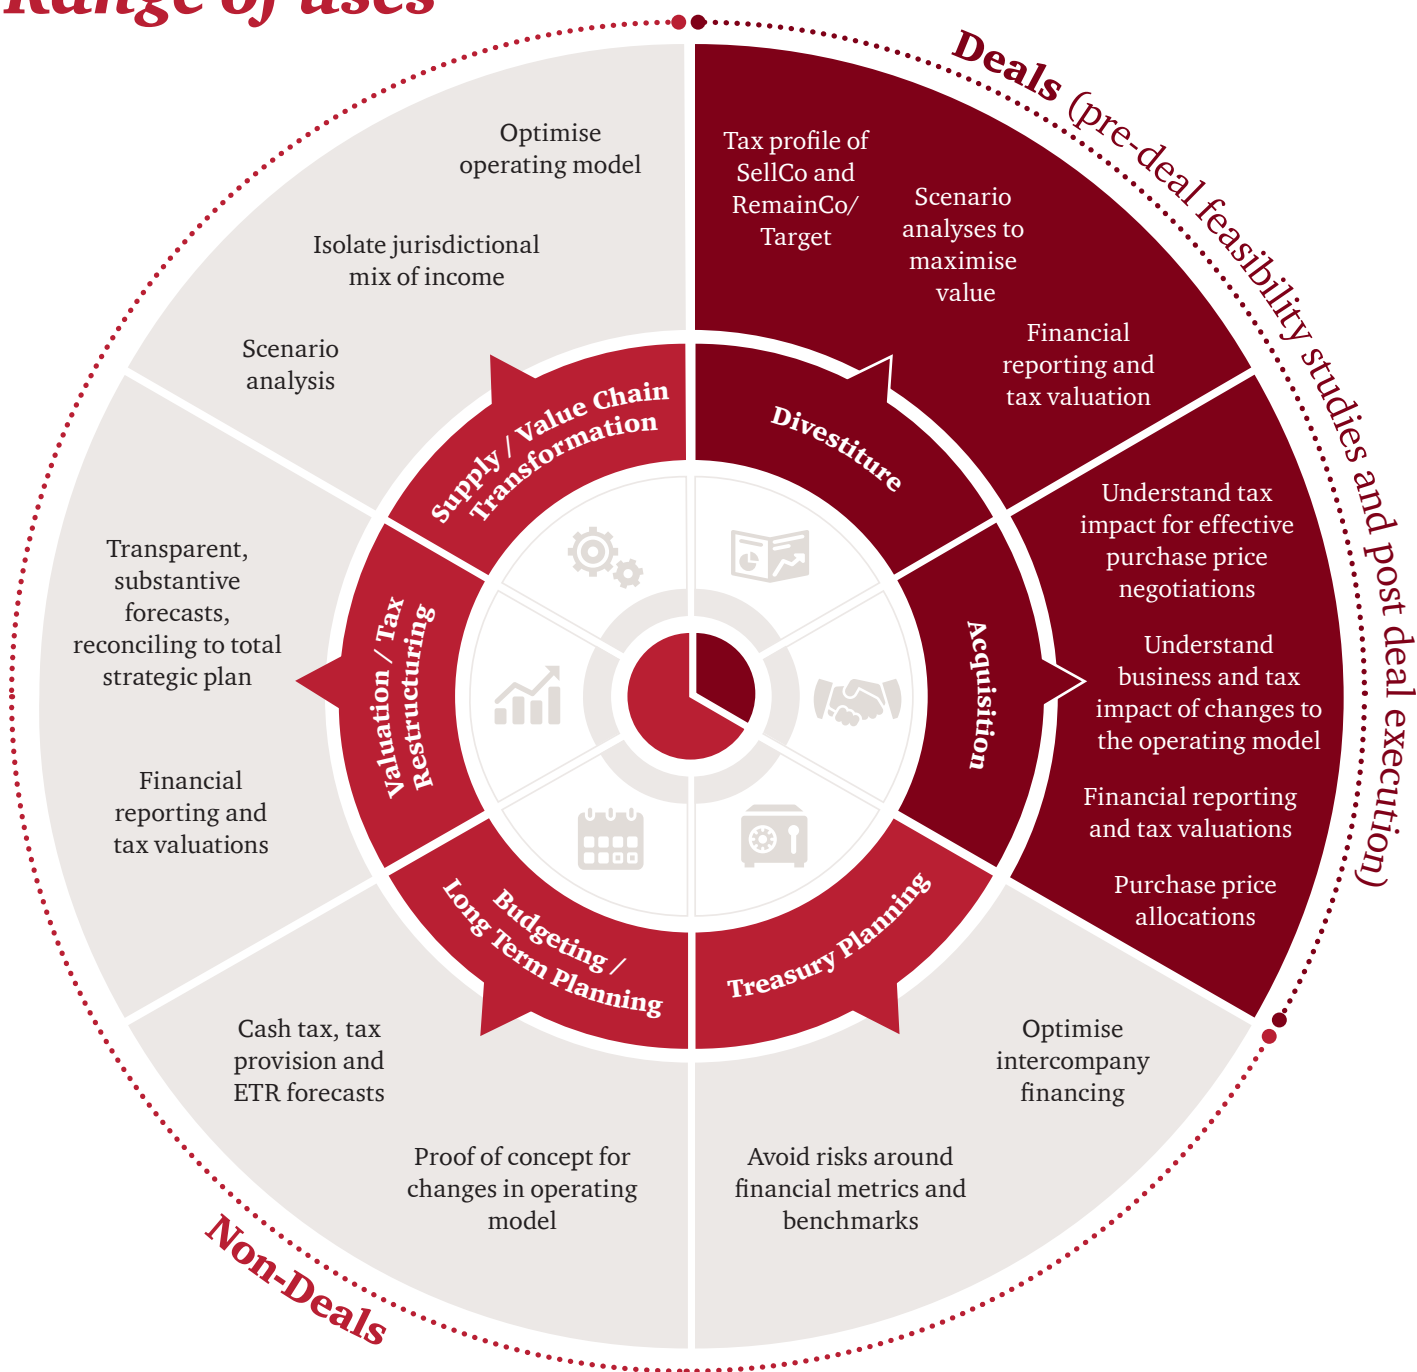 Range of uses
Deals (pre-deal feasibility studies and post deal execution)
Tax profile of
SellCo and
RemainCo/
Target
Scenario
analyses to
maximise
value
Financial
reporting and
tax valuation
Divestiture
Understand tax
impact for effective
purchase price
negotiations
Understand
business and tax
impact of changes to
the operating model
Financial reporting
and tax valuations
Purchase price
allocations
Acquisition
Optimise
intercompany
financing
Avoid risks around
financial metrics and
benchmarks
Treasury Planning
Proof of concept for
changes in operating
model
Cash tax, tax
provision and
ETR forecasts
Budgeting /
Long Term Planning
Non-Deals
Transparent,
substantive
forecasts,
reconciling to total
strategic plan
Financial
reporting and
tax valuations
Valuation / Tax
Restructuring
Optimise
operating model
Isolate jurisdictional
mix of income
Scenario
analysis
Supply / Value Chain
Transformation